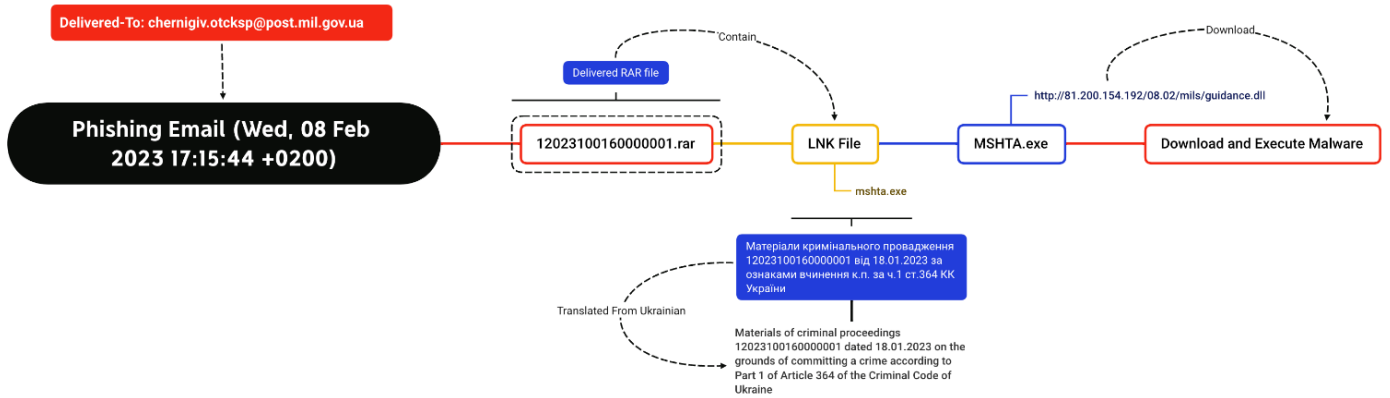 Delivered-To: chernigiv.otcksp@post.mil.gov.ua
Phishing Email (Wed, 08 Feb
2023 17:15:44 +0200)
Delivered RAR file
12023100160000001.rar
Contain
LNK File
mshta.exe
Матеріали кримінального провадження
12023100160000001 від 18.01.2023 за
ознаками вчинення к.п. за ч.1 ст.364 КК
України
Translated From Ukrainian
Materials of criminal proceedings
12023100160000001 dated 18.01.2023 on the
grounds of committing a crime according to
Part 1 of Article 364 of the Criminal Code of
Ukraine
MSHTA.exe
http://81.200.154.192/08.02/mils/guidance.dll
Download
Download and Execute Malware